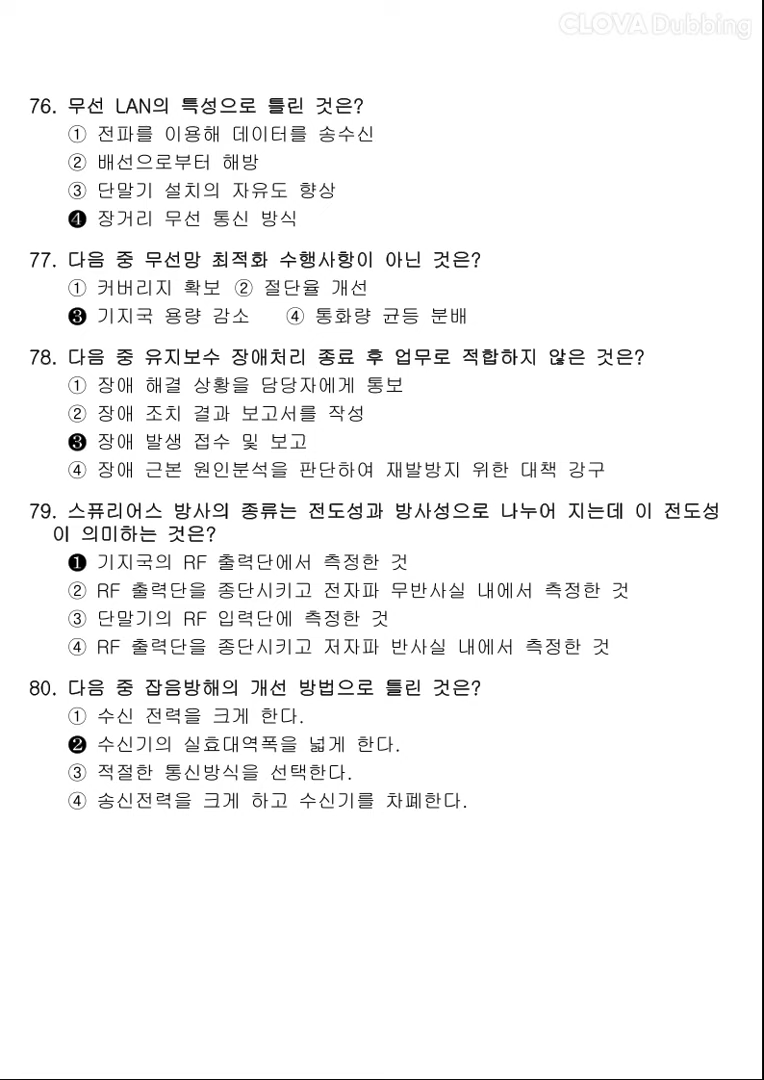 CLOVA Dubbing
76. 무선 LAN의 특성으로 틀린 것은?
① 전파를 이용해 데이터를 송수신
② 배선으로부터 해방
③ 단말기 설치의 자유도 향상
❹ 장거리 무선 통신 방식
77. 다음 중 무선망 최적화 수행사항이 아닌 것은?
① 커버리지 확보 ② 절단율 개선
❸ 기지국 용량 감소 ④ 통화량 균등 분배
78. 다음 중 유지보수 장애처리 종료 후 업무로 적합하지 않은 것은?
① 장애 해결 상황을 담당자에게 통보
② 장애 조치 결과 보고서를 작성
❸ 장애 발생 접수 및 보고
④ 장애 근본 원인분석을 판단하여 재발방지 위한 대책 강구
79. 스퓨리어스 방사의 종류는 전도성과 방사성으로 나누어 지는데 이 전도성
이 의미하는 것은?
❶ 기지국의 RF 출력단에서 측정한 것
② RF 출력단을 종단시키고 전자파 무반사실 내에서 측정한 것
③ 단말기의 RF 입력단에 측정한 것
④ RF 출력단을 종단시키고 저자파 반사실 내에서 측정한 것
80. 다음 중 잡음방해의 개선 방법으로 틀린 것은?
① 수신 전력을 크게 한다.
❷ 수신기의 실효대역폭을 넓게 한다.
③ 적절한 통신방식을 선택한다.
④ 송신전력을 크게 하고 수신기를 차폐한다.